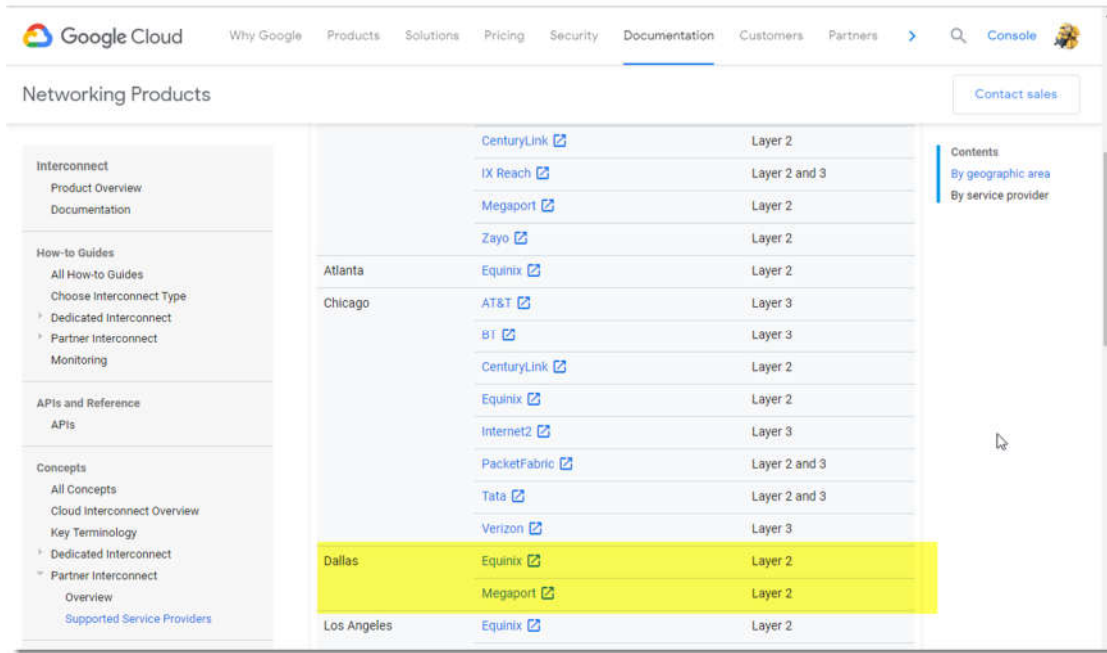 Google Cloud
Why Google Products Solutions Pricing Security Documentation Customers Partners Console
Networking Products
Contact sales
Interconnect
Product Overview
Documentation
How-to Guides
All How-to Guides
Choose Interconnect Type
Dedicated Interconnect
Partner Interconnect
Monitoring
APIs and Reference
APIs
Concepts
All Concepts
Cloud Interconnect Overview
Key Terminology
Dedicated Interconnect
Partner Interconnect
Overview
Supported Service Providers
CenturyLink Layer 2
IX Reach Layer 2 and 3
Megaport Layer 2
Zayo Layer 2
Atlanta Equinix Layer 2
Chicago AT&T Layer 3
BT Layer 3
CenturyLink Layer 2
Equinix Layer 2
Internet2 Layer 3
PacketFabric Layer 2 and 3
Tata Layer 2 and 3
Verizon Layer 3
Dallas Equinix Layer 2
Megaport Layer 2
Los Angeles Equinix Layer 2
Contents
By geographic area
By service provider